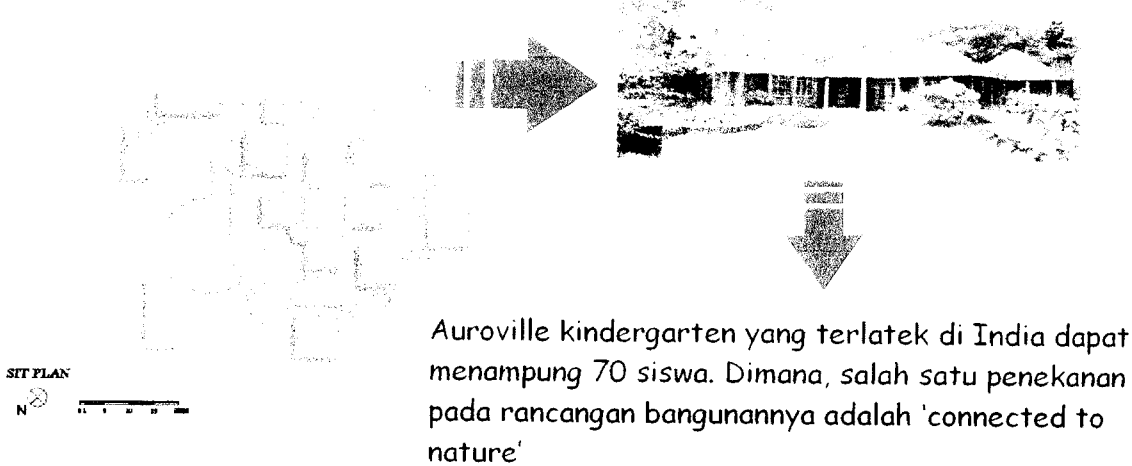 SIT PLAN
N
Auroville kindergarten yang terlatek di India dapat
menampung 70 siswa. Dimana, salah satu penekanan
pada rancangan bangunannya adalah 'connected to
nature'